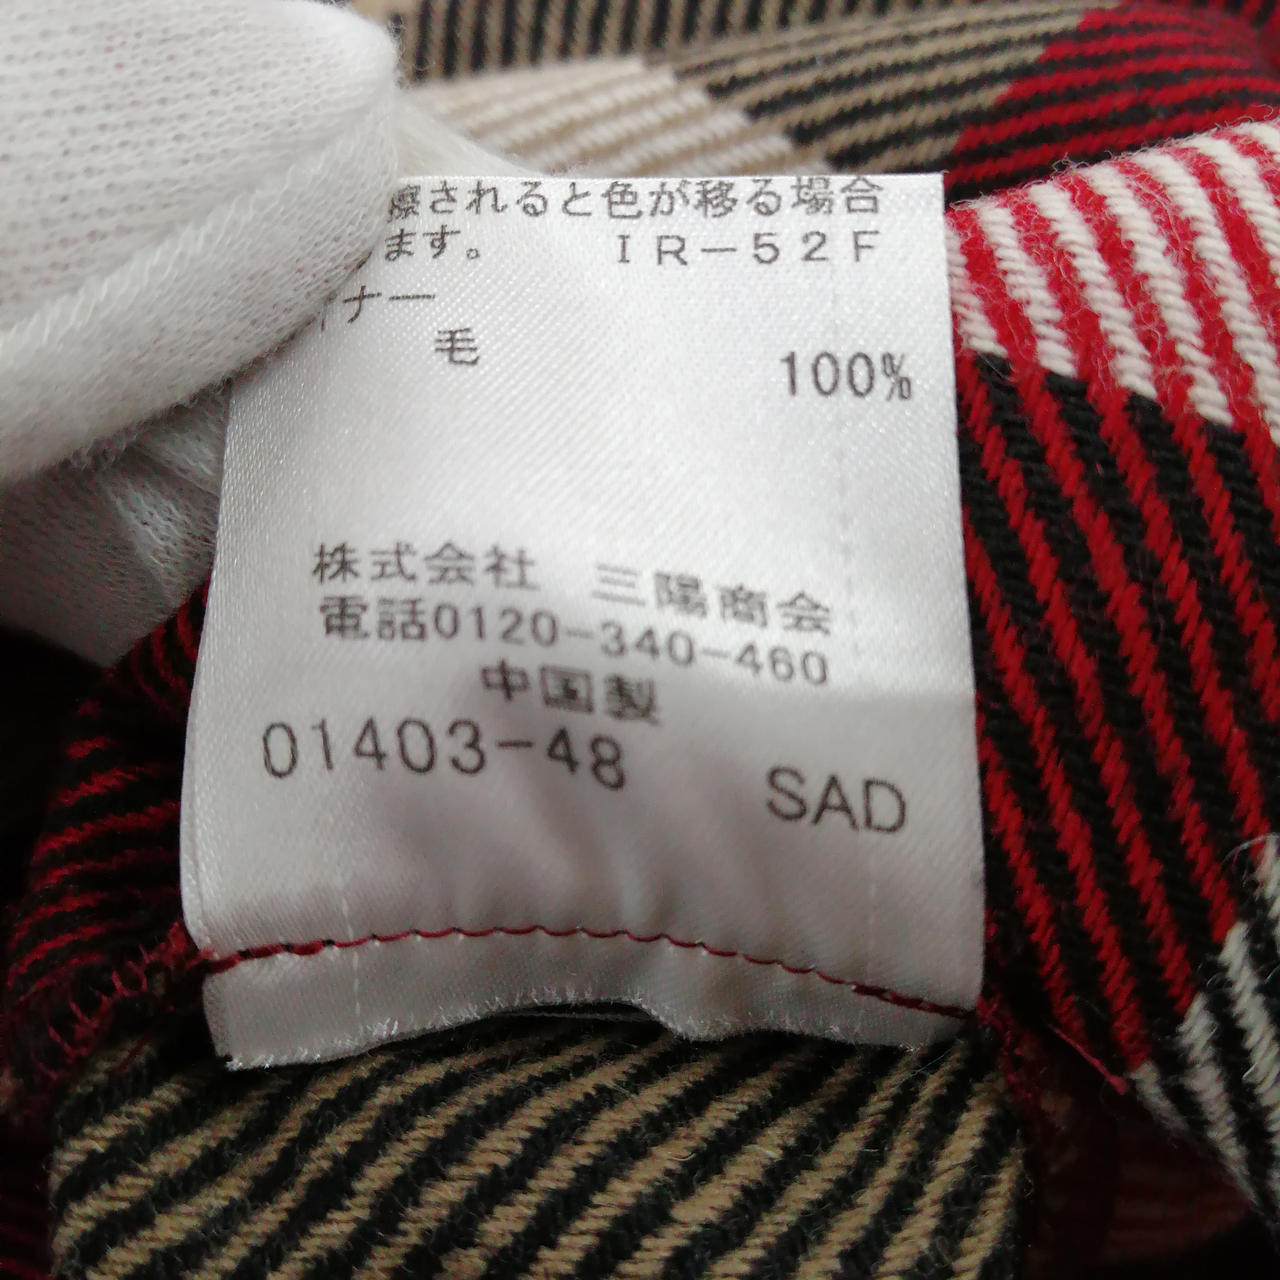 擦されると色が移る場合
ます。 IR-52F
ナー
毛
100%
株式会社 三陽商会
電話0120-340-460
中国製
01403-48 SAD